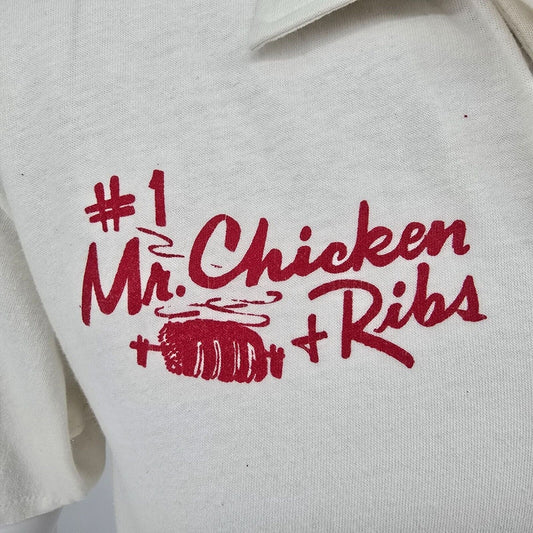 #1
Mr. Chicken
+ Ribs